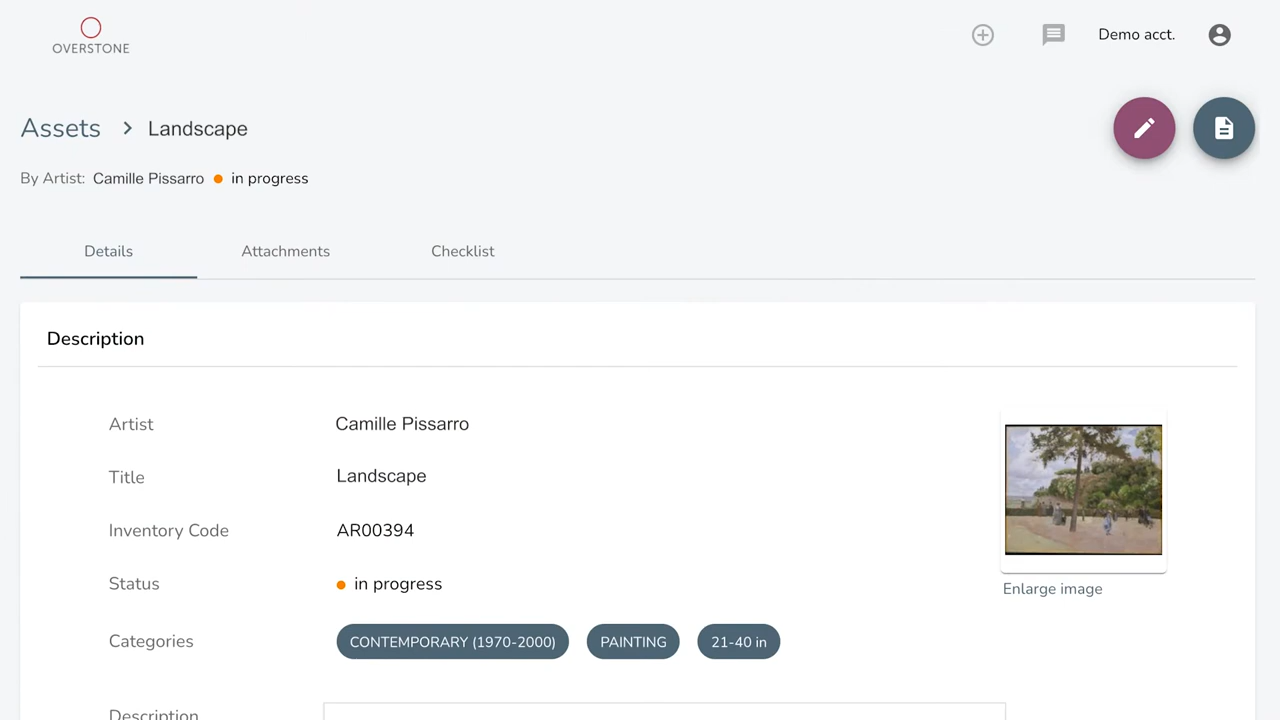 OVERSTONE
Demo acct.
Assets > Landscape
By Artist: Camille Pissarro in progress
Details Attachments Checklist
Description
Artist Camille Pissarro
Title Landscape
Inventory Code AR00394
Status in progress
Enlarge image
Categories CONTEMPORARY (1970-2000) PAINTING 21-40 in
Description